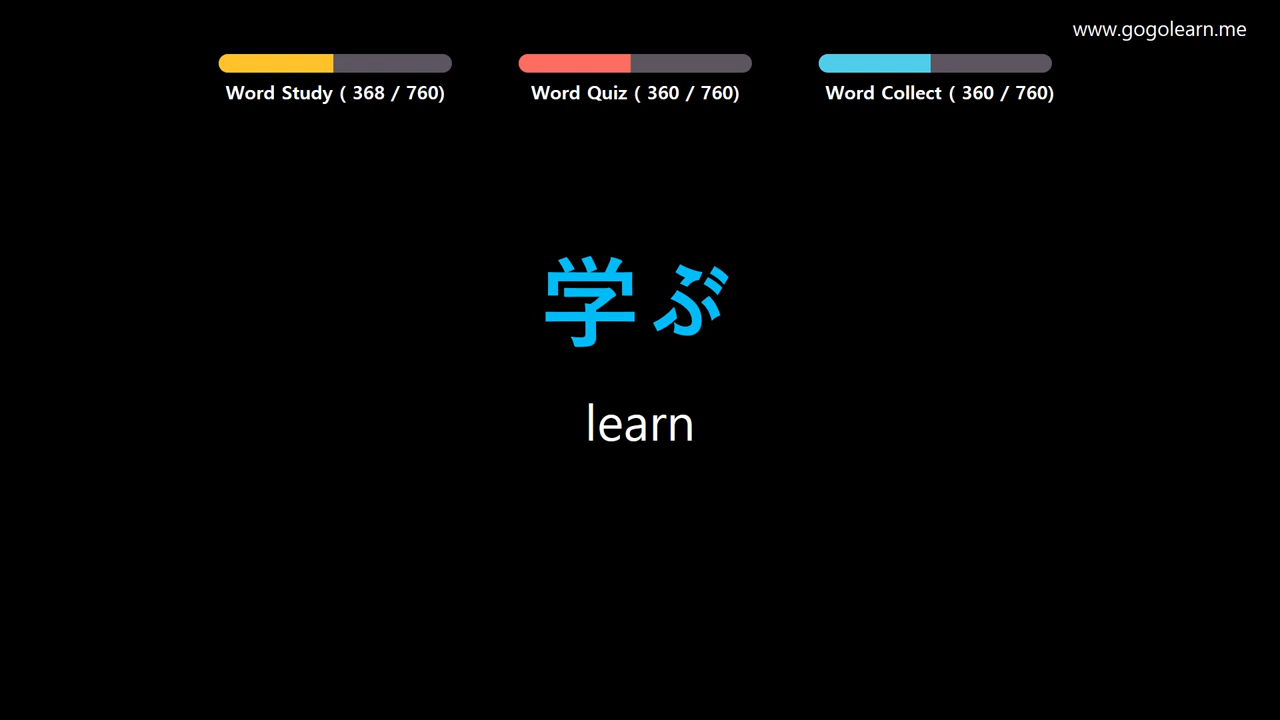 www.gogolearn.me
Word Study ( 368 / 760)
Word Quiz ( 360 / 760)
Word Collect ( 360 / 760)
学ぶ
learn